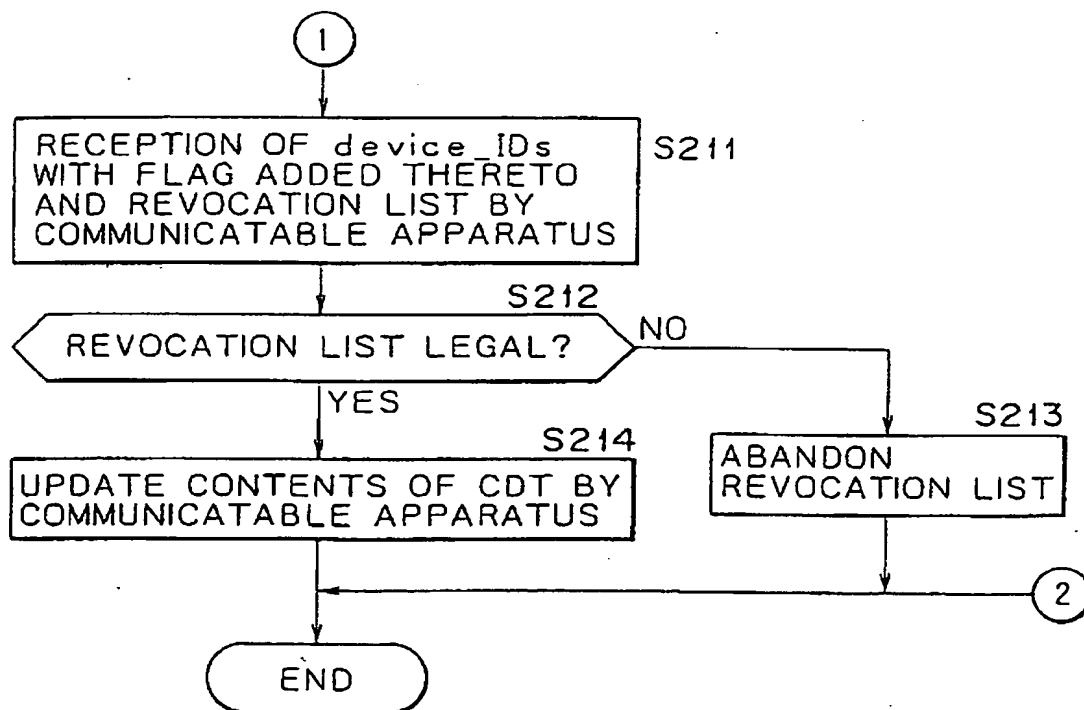 1
RECEPTION OF device_IDs
WITH FLAG ADDED THERETO
AND REVOCATION LIST BY
COMMUNICATABLE APPARATUS
S211
S212
REVOCATION LIST LEGAL?
NO
YES
S214
UPDATE CONTENTS OF CDT BY
COMMUNICATABLE APPARATUS
S213
ABANDON
REVOCATION LIST
2
END